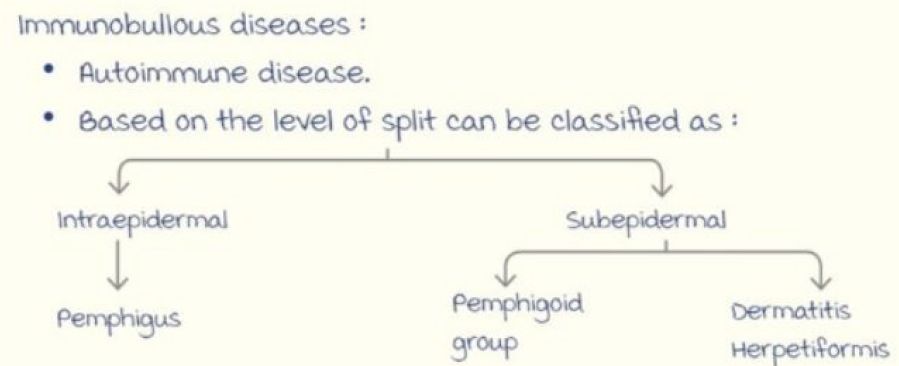 Immunobullous diseases :
• Autoimmune disease.
• Based on the level of split can be classified as :
Intraepidermal
Subepidermal
Pemphigus
Pemphigoid
group
Dermatitis
Herpetiformis